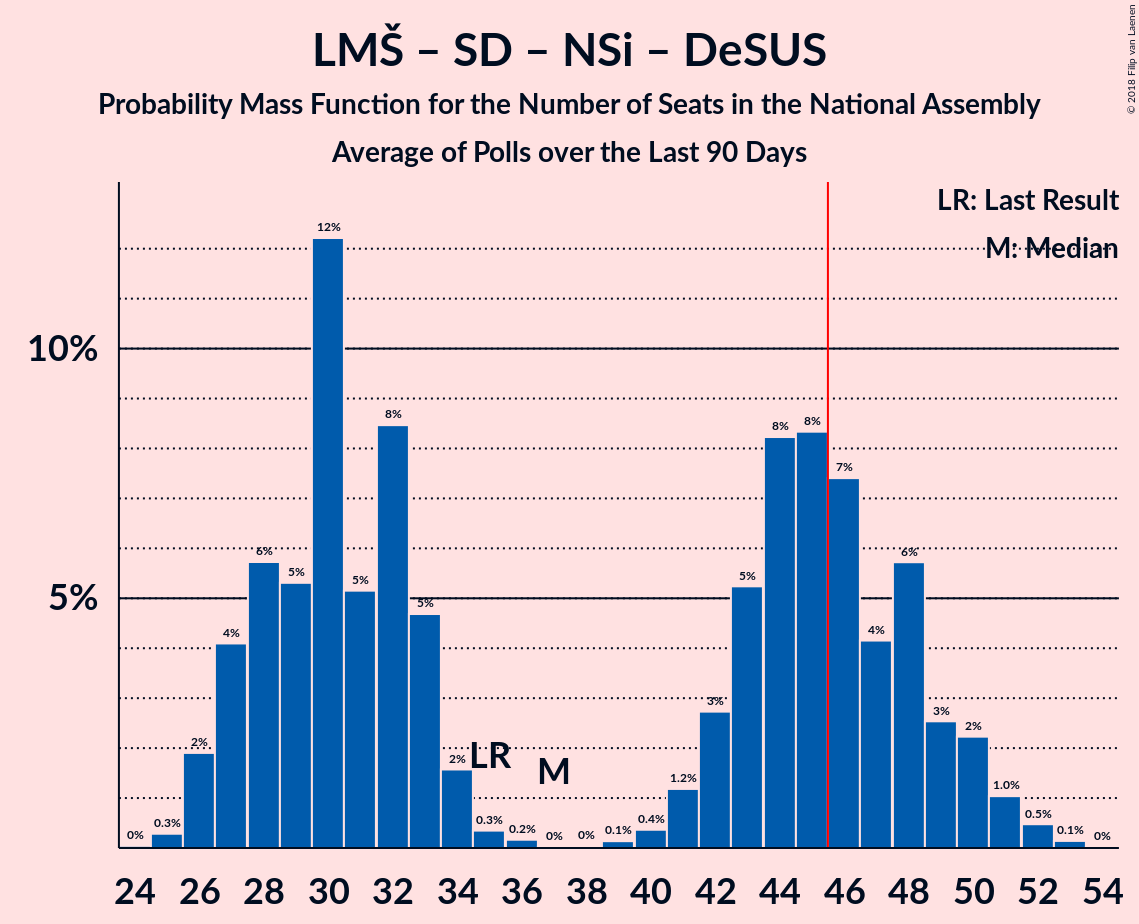 LMŠ – SD – NSi – DeSUS
Probability Mass Function for the Number of Seats in the National Assembly
Average of Polls over the Last 90 Days
© 2018 Filip van Laenen
LR: Last Result
M: Median
10%
5%
0% 0.3% 2% 4% 6% 5% 12% 5% 8% 5% 2% 0.3% 0.2% 0% 0% 0.1% 0.4% 1.2% 3% 5% 8% 8% 7% 4% 6% 3% 2% 1.0% 0.5% 0.1% 0%
LR M
24 26 28 30 32 34 36 38 40 42 44 46 48 50 52 54